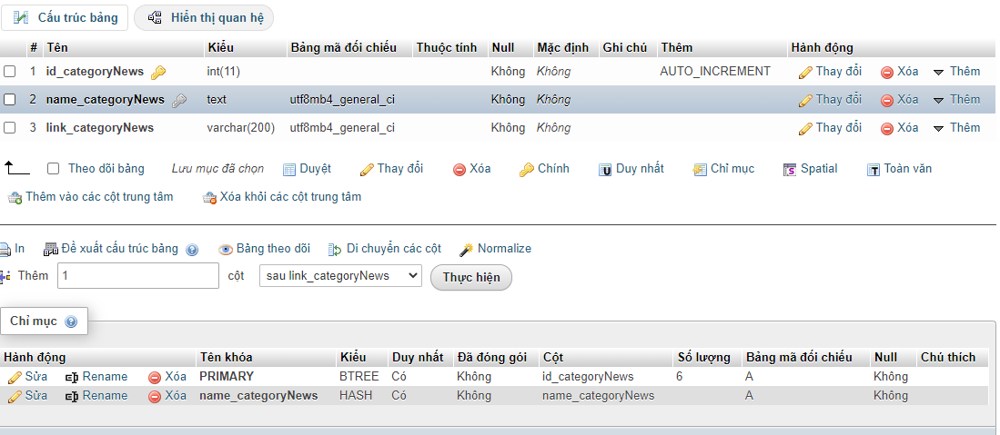 Cấu trúc bảng Hiển thị quan hệ
# Tên Kiểu Bảng mã đối chiếu Thuộc tính Null Mặc định Ghi chú Thêm Hành động
1 id_categoryNews int(11) Không Không AUTO_INCREMENT Thay đổi Xóa Thêm
2 name_categoryNews text utf8mb4_general_ci Không Không Thay đổi Xóa Thêm
3 link_categoryNews varchar(200) utf8mb4_general_ci Không Không Thay đổi Xóa Thêm
Theo dõi bảng Lưu mục đã chọn Duyệt Thay đổi Xóa Chính Duy nhất Chỉ mục Spatial Toàn văn
Thêm vào các cột trung tâm Xóa khỏi các cột trung tâm
In Đề xuất cấu trúc bảng Bảng theo dõi Di chuyển các cột Normalize
Thêm 1 cột sau link_categoryNews Thực hiện
Chỉ mục
Hành động Tên khóa Kiểu Duy nhất Đã đóng gói Cột Số lượng Bảng mã đối chiếu Null Chú thích
Sửa Rename Xóa PRIMARY BTREE Có Không id_categoryNews 6 A Không
Sửa Rename Xóa name_categoryNews HASH Có Không name_categoryNews A Không